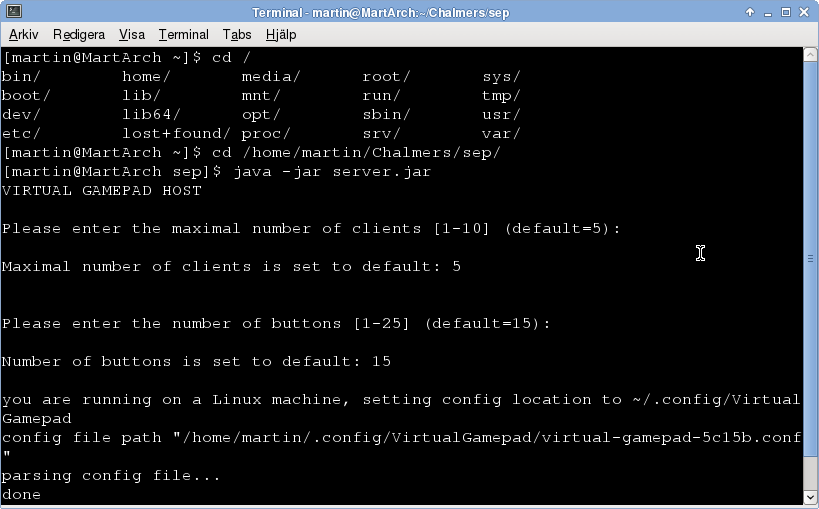 Terminal - martin@MartArch:~/Chalmers/sep
Arkiv Redigera Visa Terminal Tabs Hjälp
[martin@MartArch ~]$ cd /
bin/ home/ media/ root/ sys/
boot/ lib/ mnt/ run/ tmp/
dev/ lib64/ opt/ sbin/ usr/
etc/ lost+found/ proc/ srv/ var/
[martin@MartArch ~]$ cd /home/martin/Chalmers/sep/
[martin@MartArch sep]$ java -jar server.jar
VIRTUAL GAMEPAD HOST
Please enter the maximal number of clients [1-10] (default=5):
Maximal number of clients is set to default: 5
Please enter the number of buttons [1-25] (default=15):
Number of buttons is set to default: 15
you are running on a Linux machine, setting config location to ~/.config/Virtual
Gamepad
config file path "/home/martin/.config/VirtualGamepad/virtual-gamepad-5c15b.conf
"
parsing config file...
done